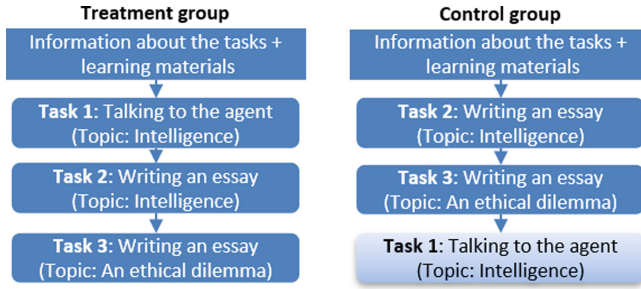 Treatment group
Information about the tasks +
learning materials
Task 1: Talking to the agent
(Topic: Intelligence)
Task 2: Writing an essay
(Topic: Intelligence)
Task 3: Writing an essay
(Topic: An ethical dilemma)
Control group
Information about the tasks +
learning materials
Task 2: Writing an essay
(Topic: Intelligence)
Task 3: Writing an essay
(Topic: An ethical dilemma)
Task 1: Talking to the agent
(Topic: Intelligence)